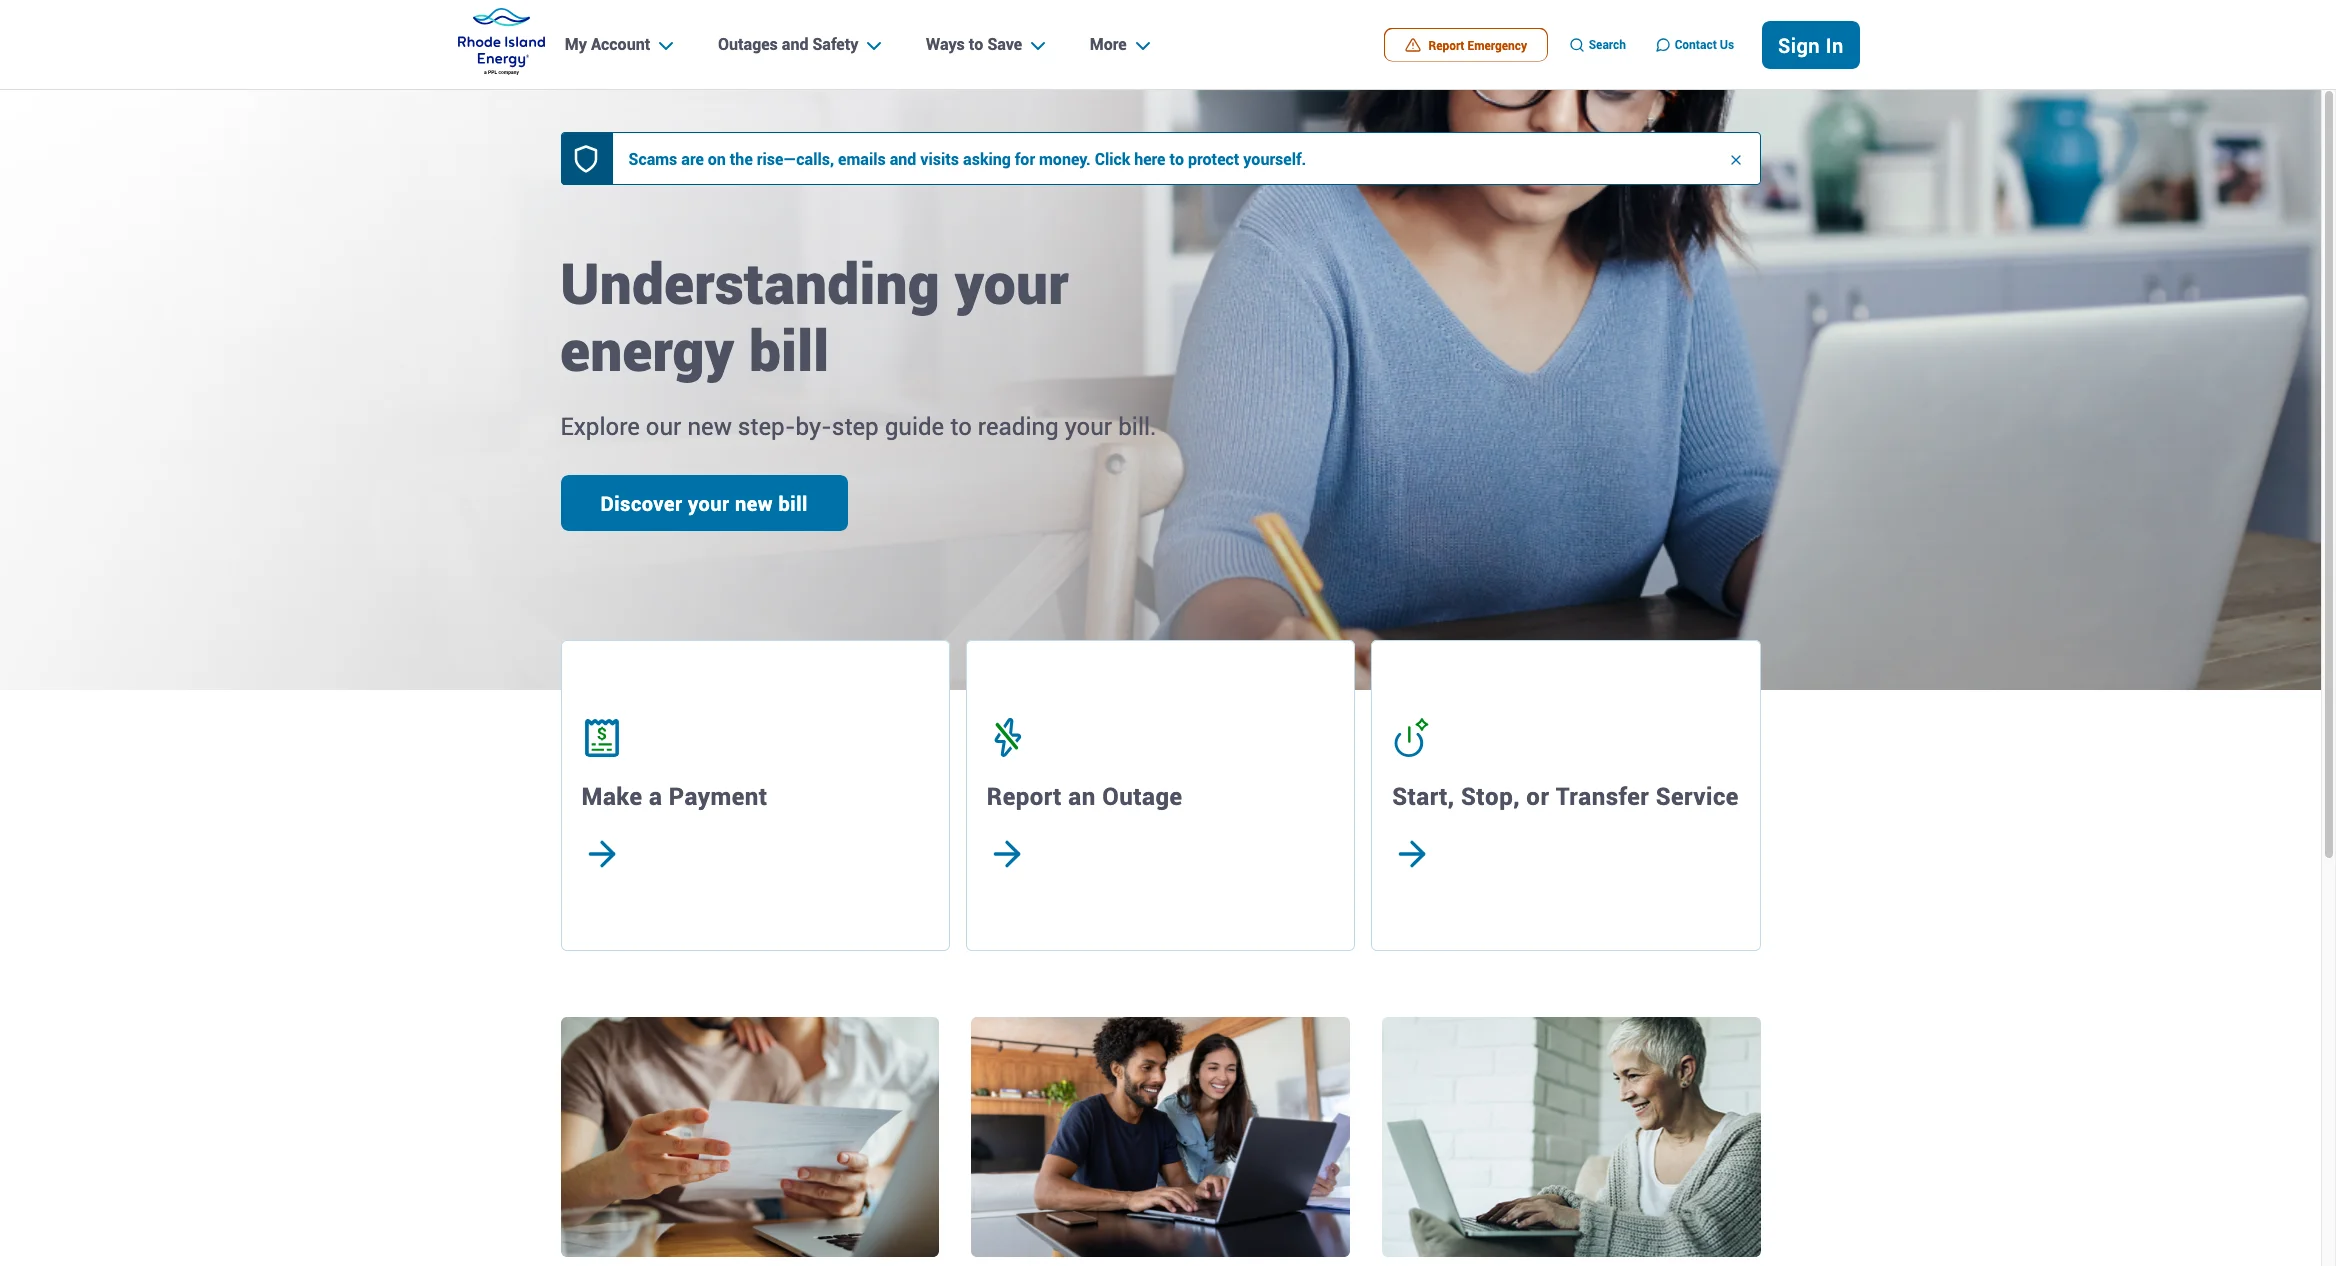 Rhode Island
Energy®
a PPL company
My Account
Outages and Safety
Ways to Save
More
Report Emergency
Search
Contact Us
Sign In
Scams are on the rise—calls, emails and visits asking for money. Click here to protect yourself.
Understanding your
energy bill
Explore our new step-by-step guide to reading your bill.
Discover your new bill
$
Make a Payment
Report an Outage
Start, Stop, or Transfer Service